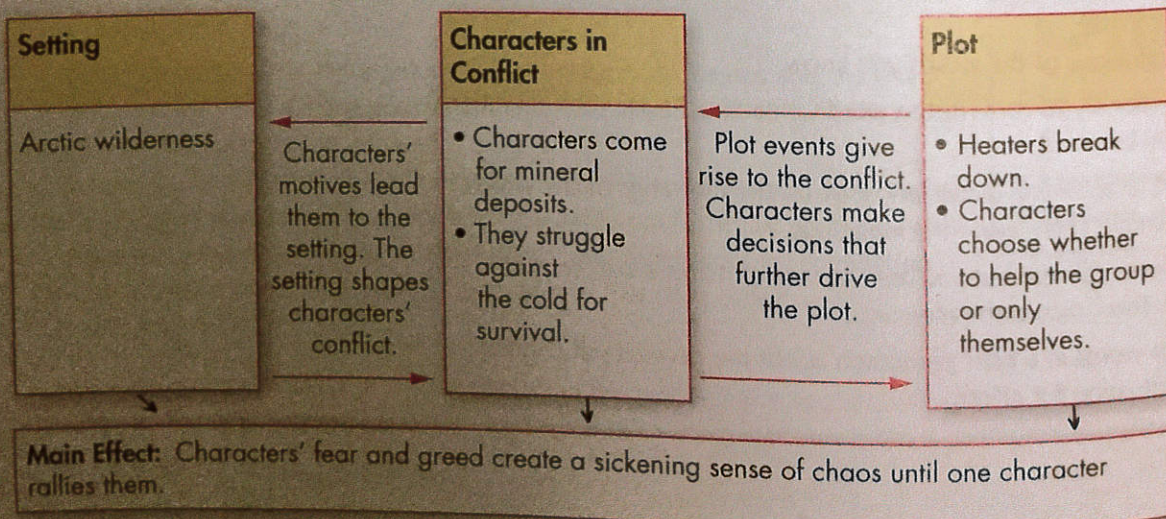 Setting
Arctic wilderness
Characters'
motives lead
them to the
setting. The
setting shapes
characters'
conflict.
Characters in
Conflict
• Characters come
for mineral
deposits.
• They struggle
against
the cold for
survival.
Plot events give
rise to the conflict.
Characters make
decisions that
further drive
the plot.
Plot
• Heaters break
down.
• Characters
choose whether
to help the group
or only
themselves.
Main Effect: Characters' fear and greed create a sickening sense of chaos until one character
rallies them.